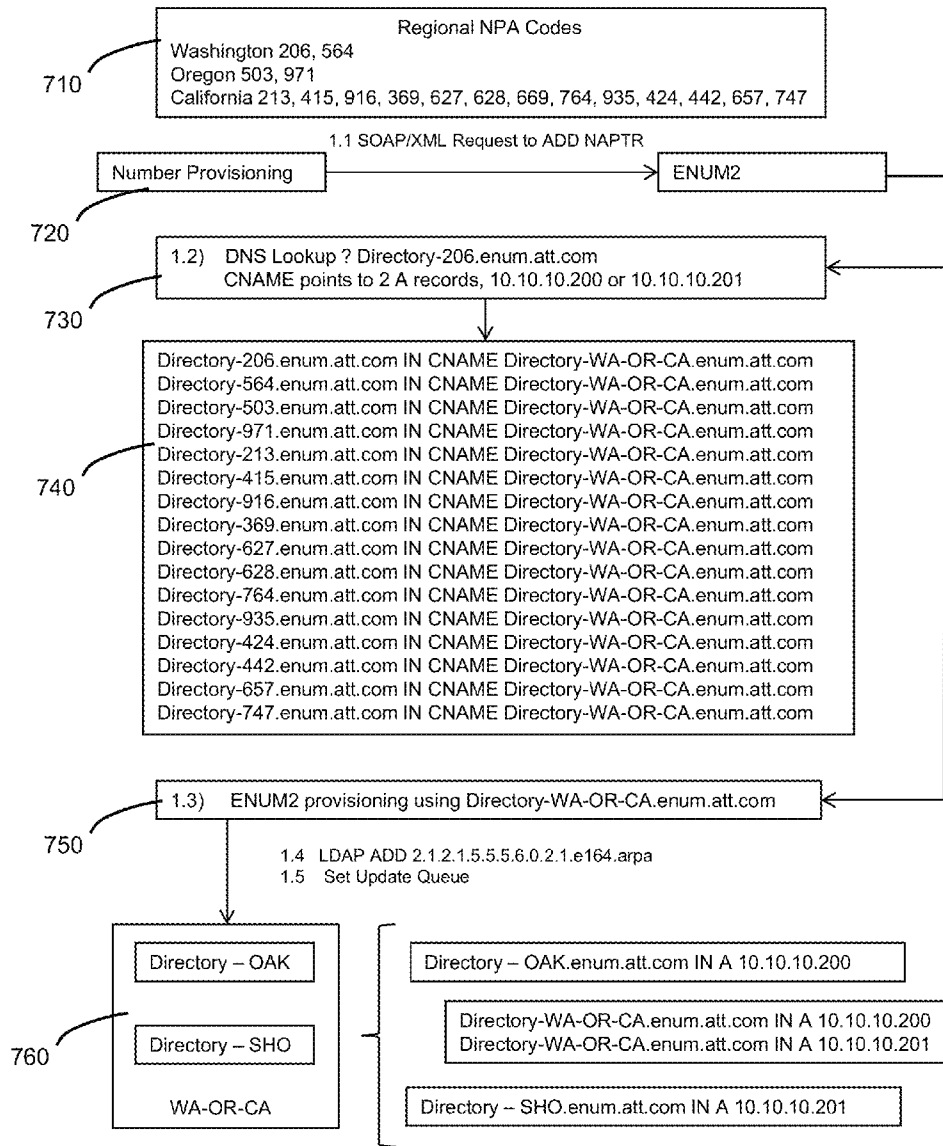 Regional NPA Codes
Washington 206, 564
Oregon 503, 971
California 213, 415, 916, 369, 627, 628, 669, 764, 935, 424, 442, 657, 747
710
1.1 SOAP/XML Request to ADD NAPTR
Number Provisioning
ENUM2
720
1.2) DNS Lookup ? Directory-206.enum.att.com
CNAME points to 2 A records, 10.10.10.200 or 10.10.10.201
730
Directory-206.enum.att.com IN CNAME Directory-WA-OR-CA.enum.att.com
Directory-564.enum.att.com IN CNAME Directory-WA-OR-CA.enum.att.com
Directory-503.enum.att.com IN CNAME Directory-WA-OR-CA.enum.att.com
Directory-971.enum.att.com IN CNAME Directory-WA-OR-CA.enum.att.com
Directory-213.enum.att.com IN CNAME Directory-WA-OR-CA.enum.att.com
Directory-415.enum.att.com IN CNAME Directory-WA-OR-CA.enum.att.com
Directory-916.enum.att.com IN CNAME Directory-WA-OR-CA.enum.att.com
Directory-369.enum.att.com IN CNAME Directory-WA-OR-CA.enum.att.com
Directory-627.enum.att.com IN CNAME Directory-WA-OR-CA.enum.att.com
Directory-628.enum.att.com IN CNAME Directory-WA-OR-CA.enum.att.com
Directory-764.enum.att.com IN CNAME Directory-WA-OR-CA.enum.att.com
Directory-935.enum.att.com IN CNAME Directory-WA-OR-CA.enum.att.com
Directory-424.enum.att.com IN CNAME Directory-WA-OR-CA.enum.att.com
Directory-442.enum.att.com IN CNAME Directory-WA-OR-CA.enum.att.com
Directory-657.enum.att.com IN CNAME Directory-WA-OR-CA.enum.att.com
Directory-747.enum.att.com IN CNAME Directory-WA-OR-CA.enum.att.com
740
1.3) ENUM2 provisioning using Directory-WA-OR-CA.enum.att.com
750
1.4 LDAP ADD 2.1.2.1.5.5.5.6.0.2.1.e164.arpa
1.5 Set Update Queue
Directory – OAK
Directory – SHO
WA-OR-CA
760
Directory – OAK.enum.att.com IN A 10.10.10.200
Directory-WA-OR-CA.enum.att.com IN A 10.10.10.200
Directory-WA-OR-CA.enum.att.com IN A 10.10.10.201
Directory – SHO.enum.att.com IN A 10.10.10.201